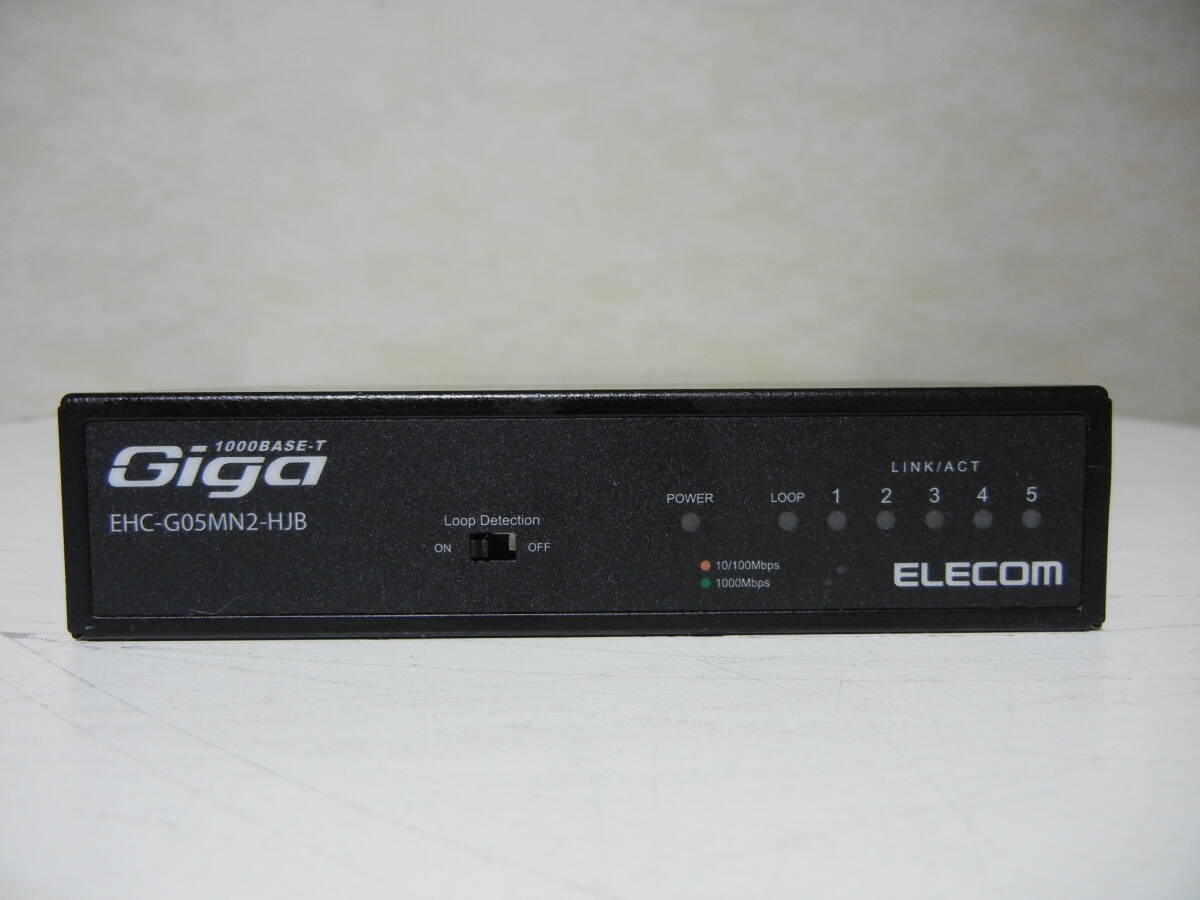 1000BASE-T
Giga
EHC-G05MN2-HJB
Loop Detection
ON OFF
POWER
LINK/ACT
LOOP 1 2 3 4 5
10/100Mbps
1000Mbps
ELECOM